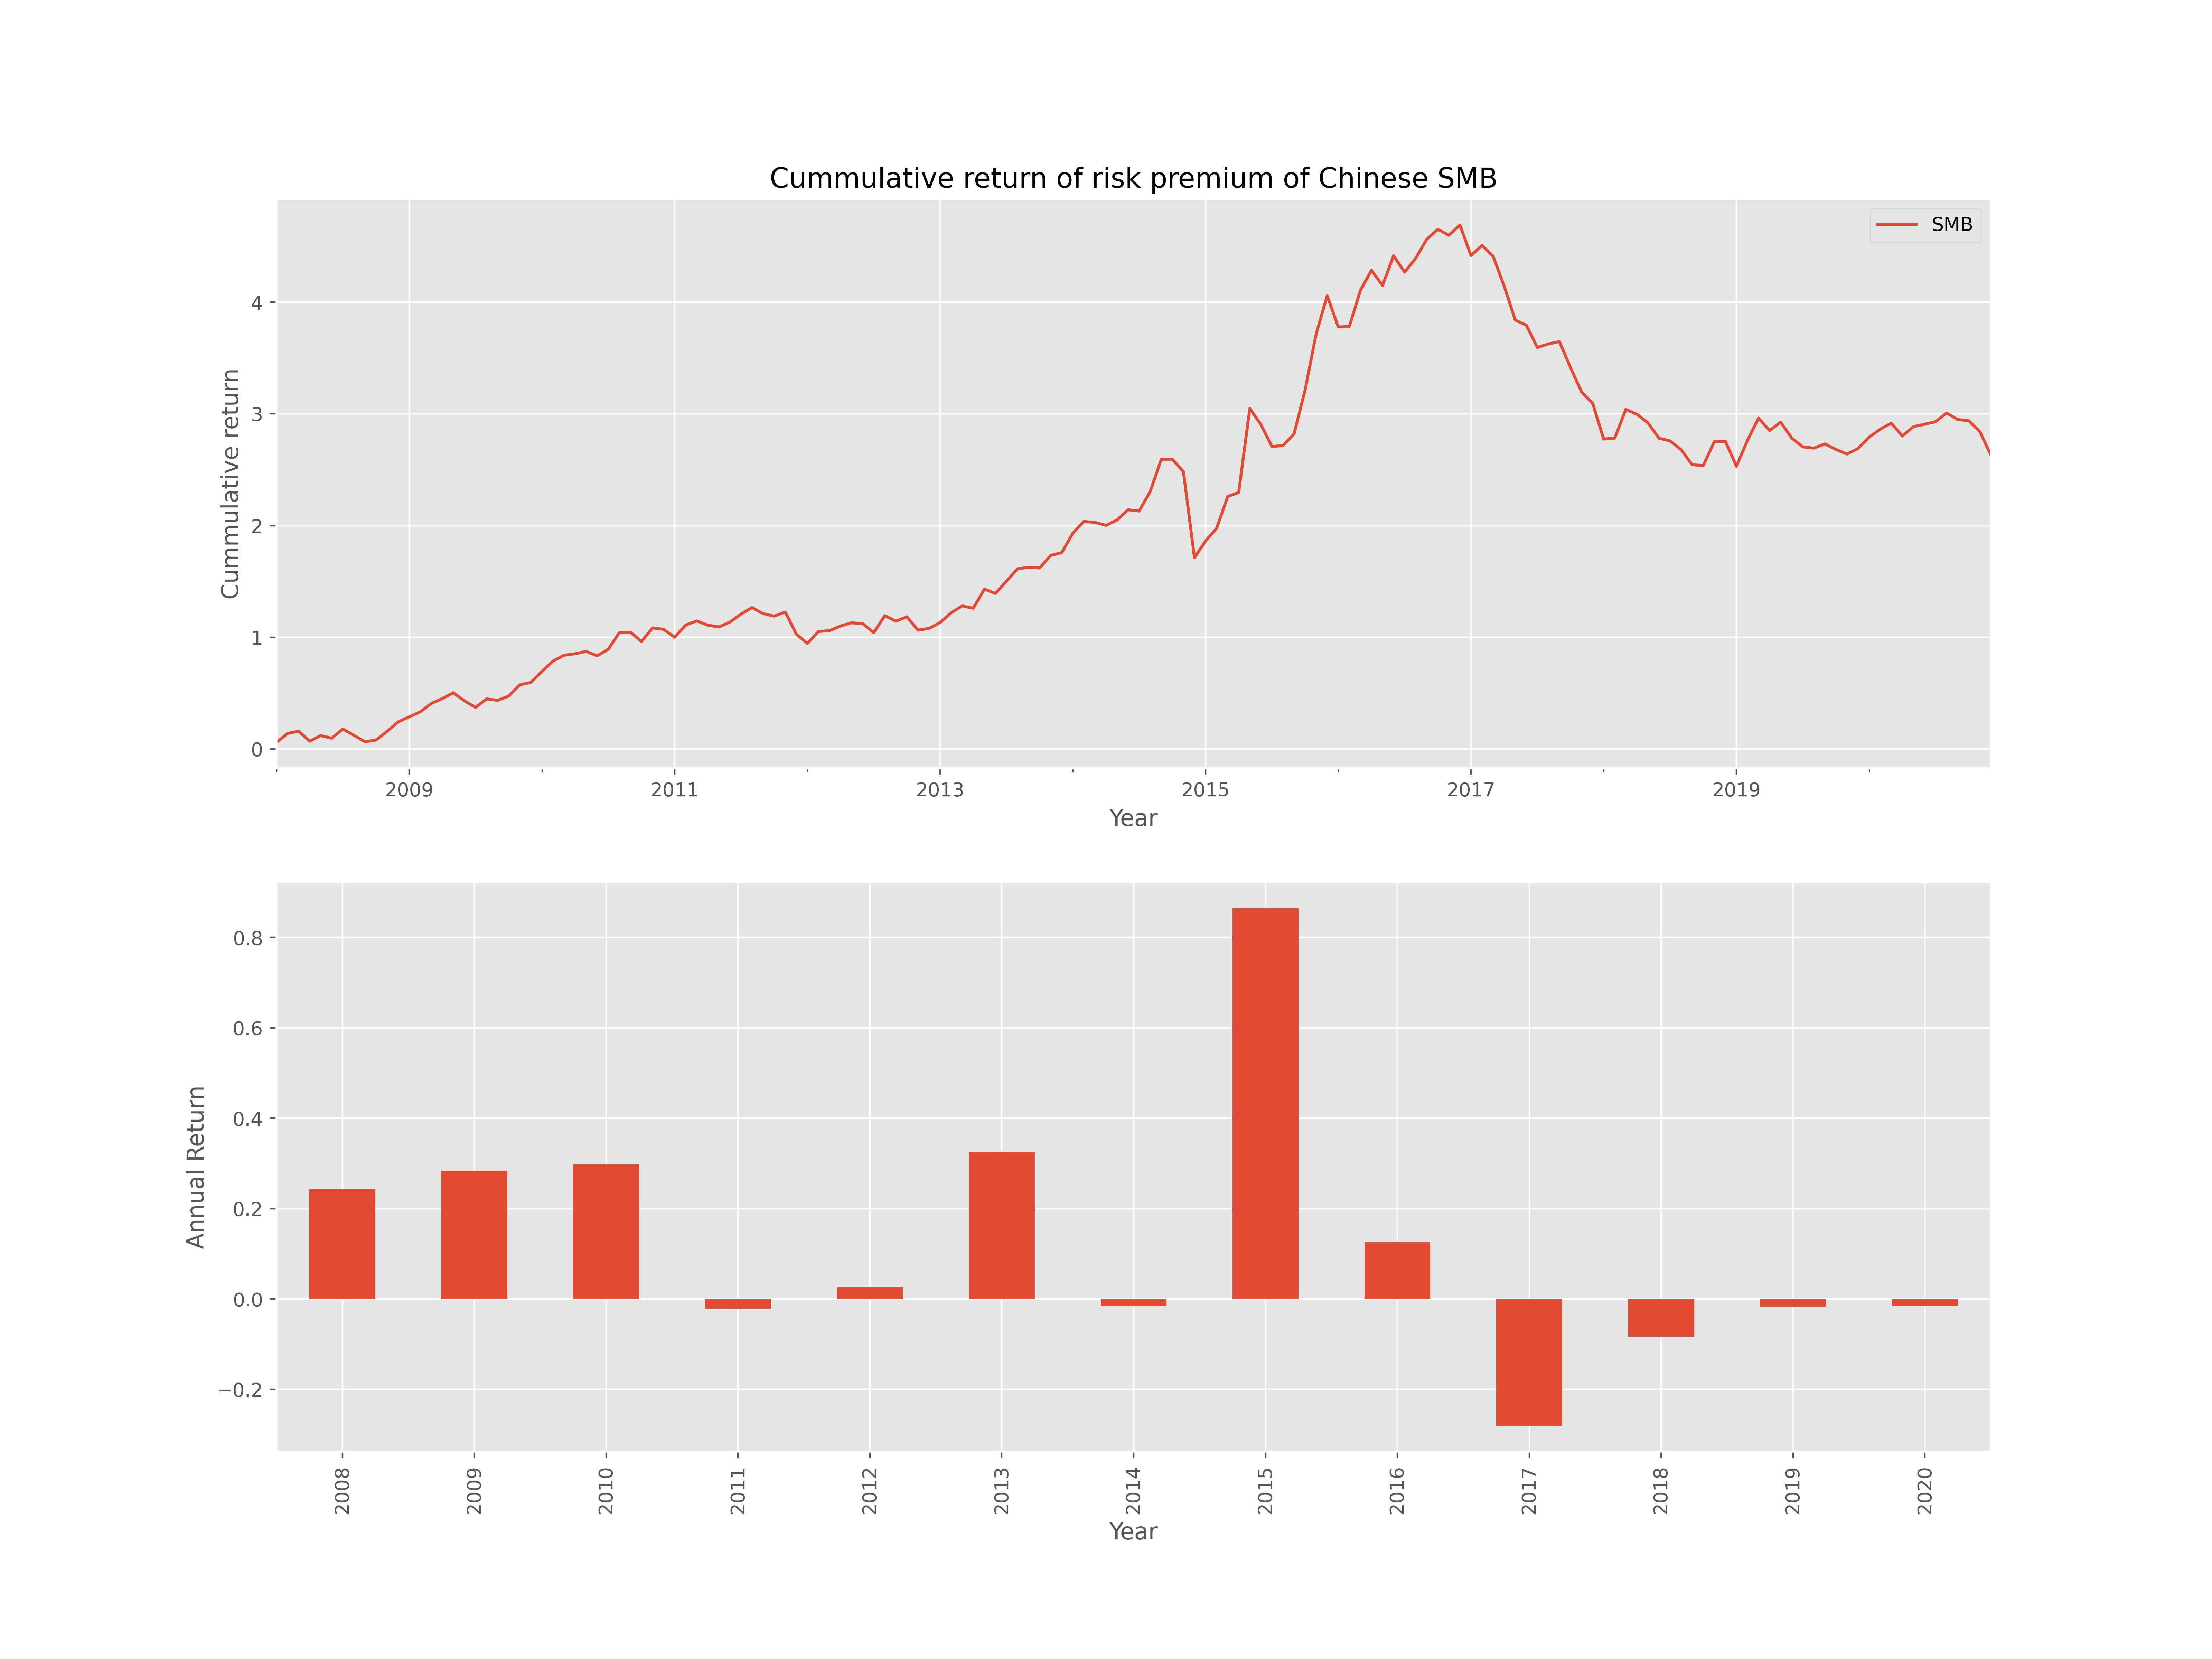 Cummulative return of risk premium of Chinese SMB
SMB
Cummulative return
4
3
2
1
0
2009 2011 2013 2015 2017 2019
Year
Annual Return
0.8
0.6
0.4
0.2
0.0
−0.2
2008 2009 2010 2011 2012 2013 2014 2015 2016 2017 2018 2019 2020
Year